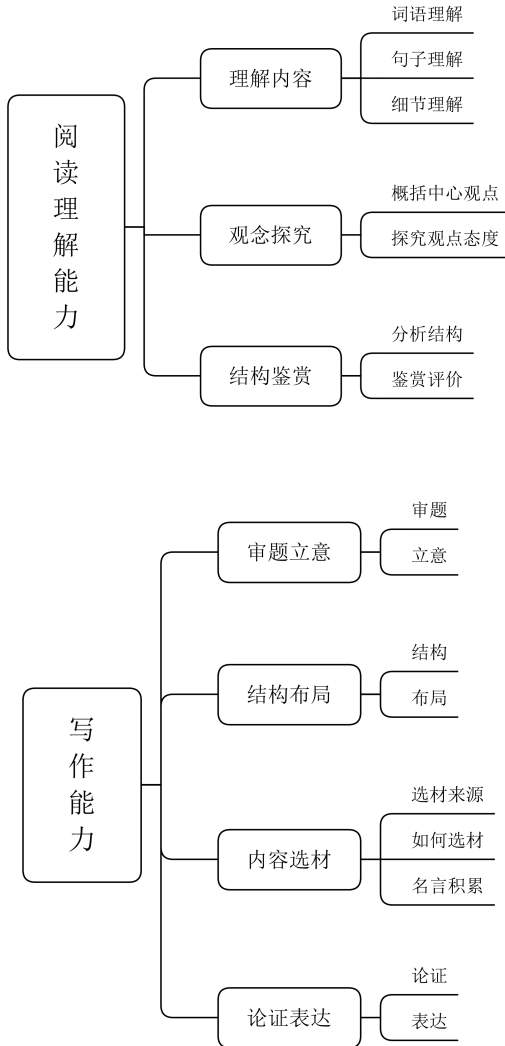 阅读理解能力
理解内容
词语理解
句子理解
细节理解
观念探究
概括中心观点
探究观点态度
结构鉴赏
分析结构
鉴赏评价
写作能力
审题立意
审题
立意
结构布局
结构
布局
内容选材
选材来源
如何选材
名言积累
论证表达
论证
表达